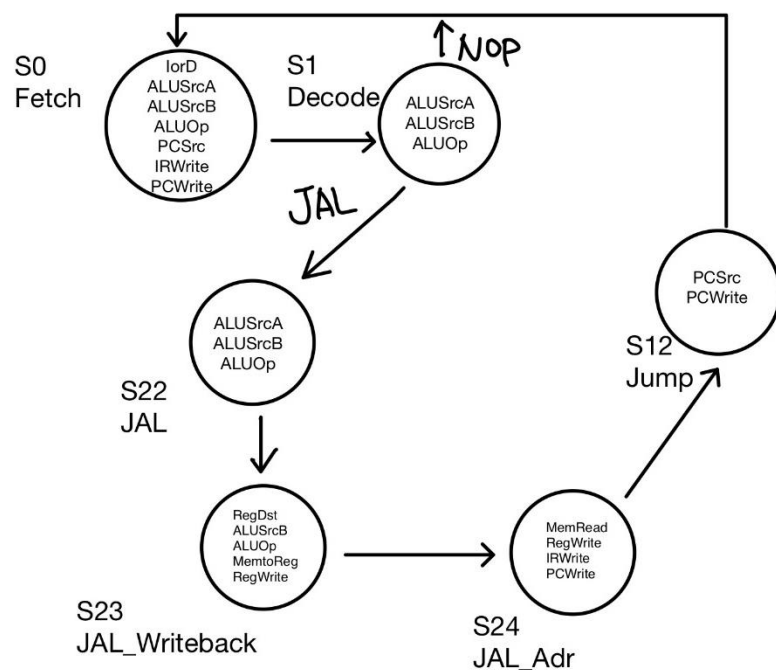 S0
Fetch
IorD
ALUSrcA
ALUSrcB
ALUOp
PCSrc
IRWrite
PCWrite
S1
Decode
ALUSrcA
ALUSrcB
ALUOp
NOP
JAL
ALUSrcA
ALUSrcB
ALUOp
S22
JAL
PCSrc
PCWrite
S12
Jump
RegDst
ALUSrcB
ALUOp
MemtoReg
RegWrite
S23
JAL_Writeback
MemRead
RegWrite
IRWrite
PCWrite
S24
JAL_Adr